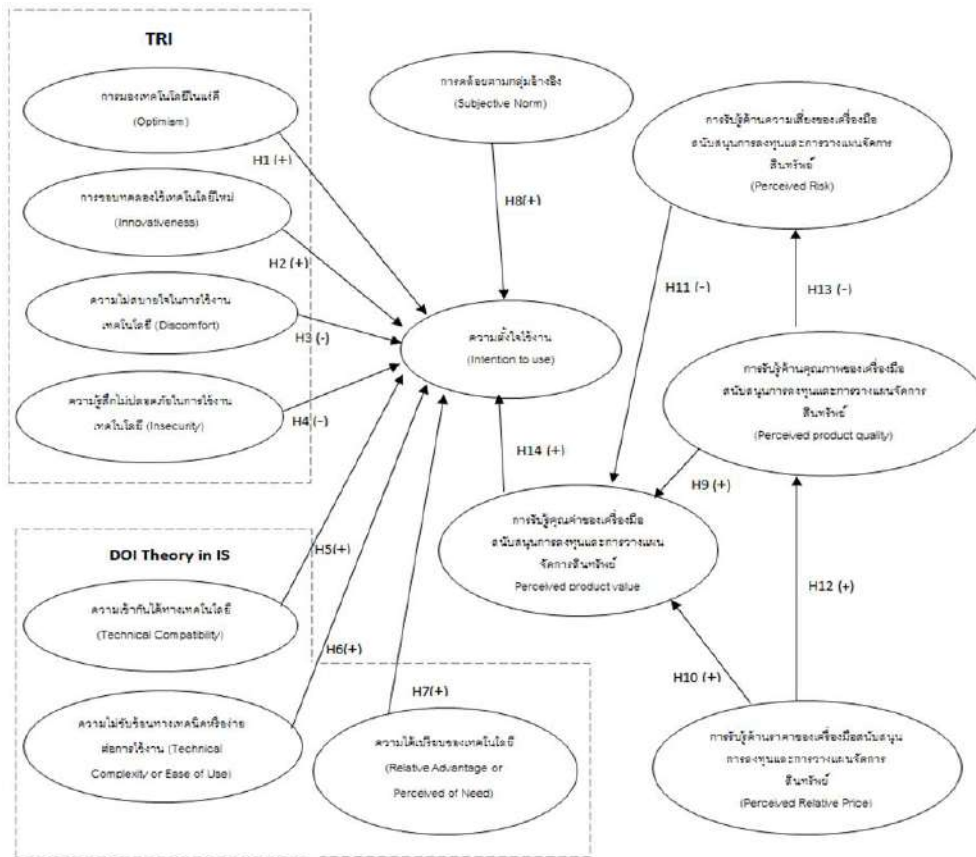 TRI
การมองเทคโนโลยีในแง่ดี
(Optimism)
H1 (+)
การชอบทดลองใช้เทคโนโลยีใหม่
(Innovativeness)
H2 (+)
ความไม่สบายใจในการใช้งาน
เทคโนโลยี (Discomfort)
H3 (-)
ความรู้สึกไม่ปลอดภัยในการใช้งาน
เทคโนโลยี (Insecurity)
H4 (-)
การคล้อยตามกลุ่มอ้างอิง
(Subjective Norm)
H8(+)
ความตั้งใจใช้งาน
(Intention to use)
การรับรู้ด้านความเสี่ยงของเครื่องมือ
สนับสนุนการลงทุนและการวางแผนจัดการ
สินทรัพย์
(Perceived Risk)
H11 (-)
H13 (-)
การรับรู้ด้านคุณภาพของเครื่องมือ
สนับสนุนการลงทุนและการวางแผนจัดการ
สินทรัพย์
(Perceived product quality)
H14 (+)
H9 (+)
การรับรู้คุณค่าของเครื่องมือ
สนับสนุนการลงทุนและการวางแผน
จัดการสินทรัพย์
Perceived product value
H12 (+)
H10 (+)
DOI Theory in IS
H5(+)
ความเข้ากันได้ทางเทคโนโลยี
(Technical Compatibility)
H6(+)
ความไม่ซับซ้อนทางเทคนิคหรือง่าย
ต่อการใช้งาน (Technical
Complexity or Ease of Use)
H7(+)
ความได้เปรียบของเทคโนโลยี
(Relative Advantage or
Perceived of Need)
การรับรู้ด้านราคาของเครื่องมือสนับสนุน
การลงทุนและการวางแผนจัดการ
สินทรัพย์
(Perceived Relative Price)